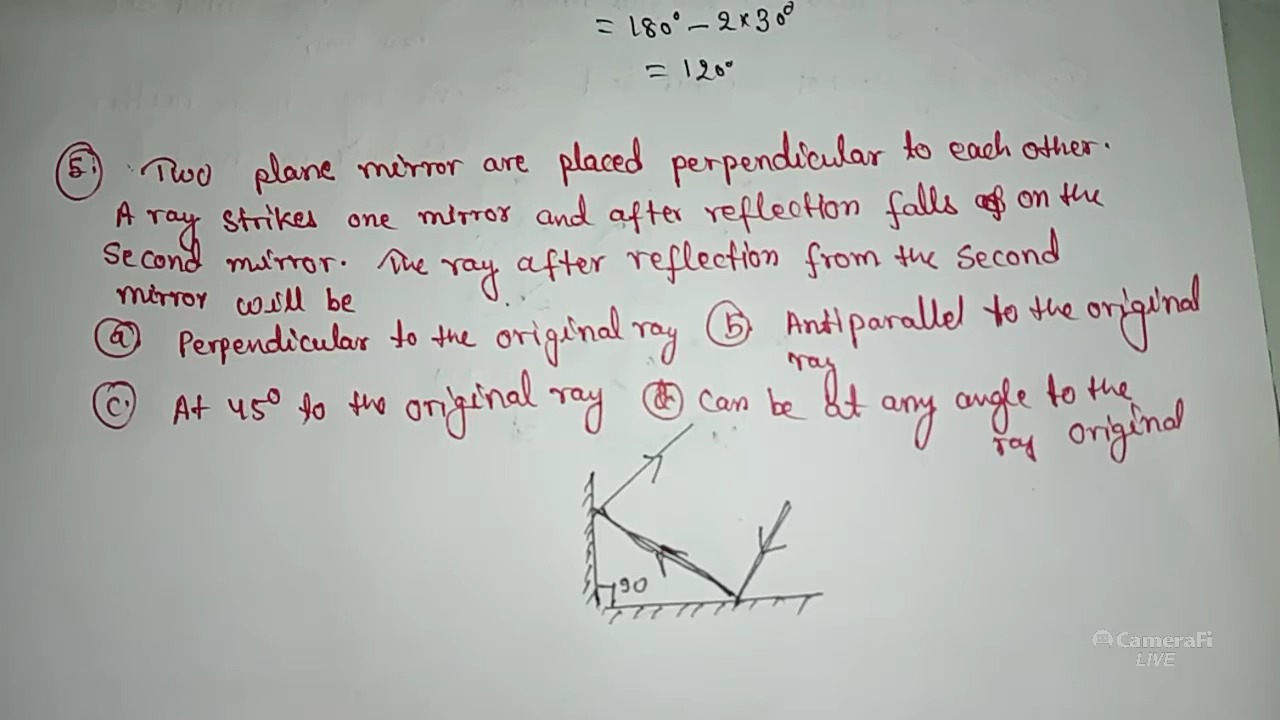 = 180° - 2×30°
= 120°
5. Two plane mirror are placed perpendicular to each other.
A ray strikes one mirror and after reflection falls on the
second mirror. The ray after reflection from the second
mirror will be
a Perpendicular to the original ray b Antiparallel to the original
ray
c. At 45° to the original ray d can be at any angle to the
ray original
90
CameraFi
LIVE